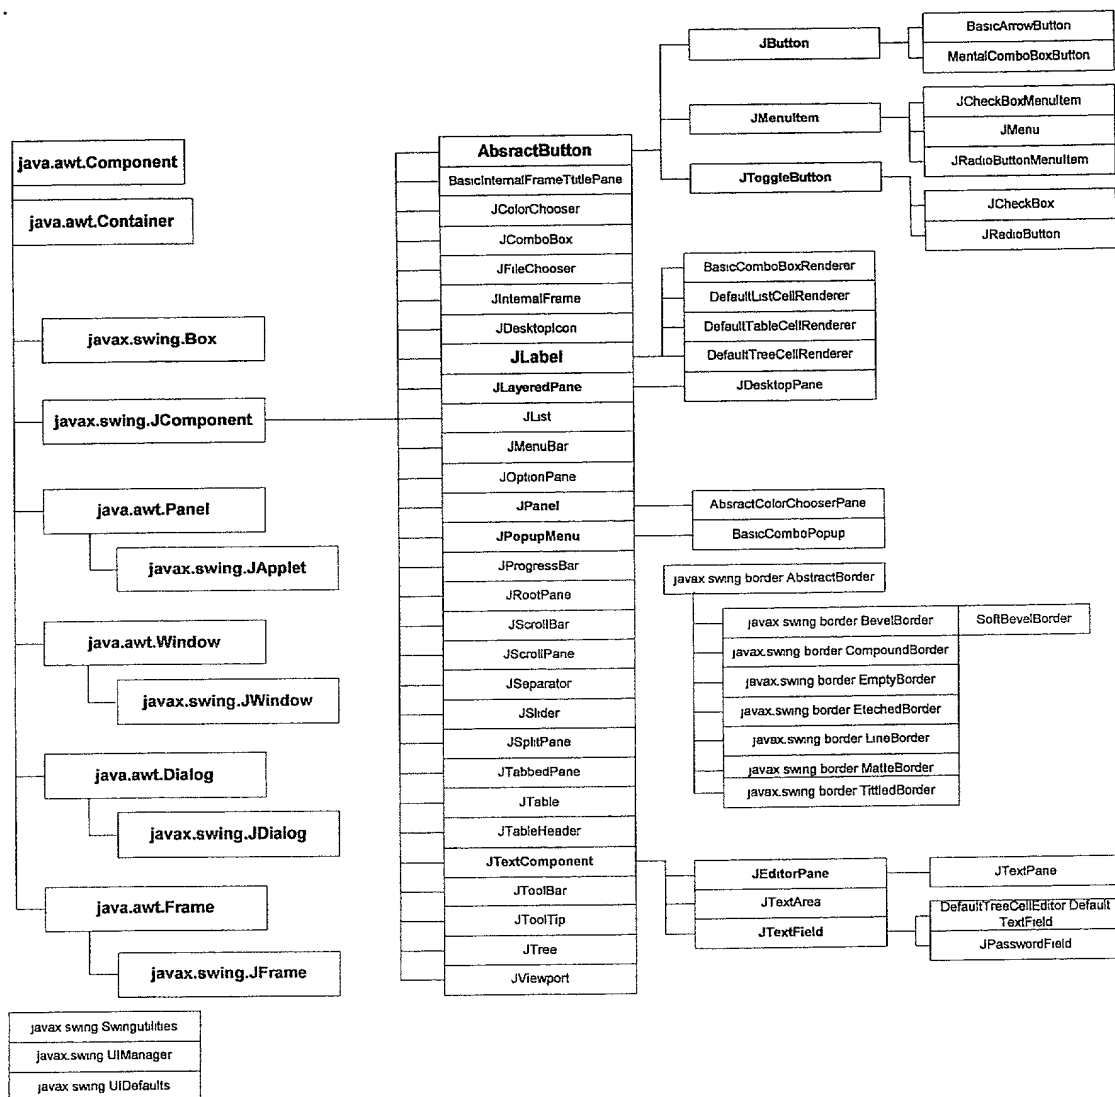 java.awt.Component
java.awt.Container
javax.swing.Box
javax.swing.JComponent
java.awt.Panel
javax.swing.JApplet
java.awt.Window
javax.swing.JWindow
java.awt.Dialog
javax.swing.JDialog
java.awt.Frame
javax.swing.JFrame
javax swing Swingutilities
javax.swing UIManager
javax swing UIDefaults
AbsractButton
BasicInternalFrameTtitlePane
JColorChooser
JComboBox
JFileChooser
JInternalFrame
JDesktopIcon
JLabel
JLayeredPane
JList
JMenuBar
JOptionPane
JPanel
JPopupMenu
JProgressBar
JRootPane
JScrollBar
JScrollPane
JSeparator
JSlider
JSplitPane
JTabbedPane
JTable
JTableHeader
JTextComponent
JToolBar
JToolTip
JTree
JViewport
JButton
JMenuItem
JToggleButton
BasicArrowButton
MentalComboBoxButton
JCheckBoxMenuItem
JMenu
JRadioButtonMenuItem
JCheckBox
JRadioButton
BasicComboBoxRenderer
DefaultListCellRenderer
DefaultTableCellRenderer
DefaultTreeCellRenderer
JDesktopPane
AbsractColorChooserPane
BasicComboPopup
javax swing border AbstractBorder
javax swing border BevelBorder
SoftBevelBorder
javax.swing border CompoundBorder
javax.swing border EmptyBorder
javax.swing border EtechedBorder
javax.swing border LineBorder
javax swing border MatteBorder
javax.swing border TittledBorder
JEditorPane
JTextArea
JTextField
JTextPane
DefaultTreeCellEditor Default
TextField
JPasswordField